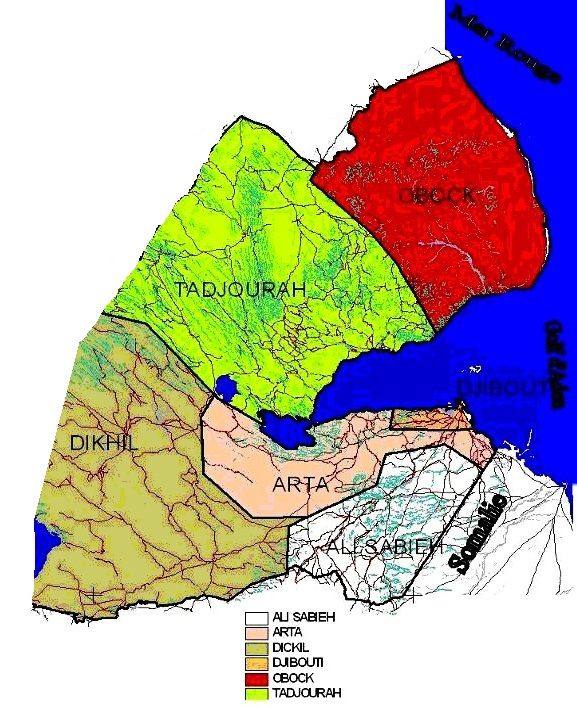 Mer Rouge
OBOCK
TADJOURAH
Golf d'Aden
DJIBOUTI
DIKHIL
ARTA
ALI SABIEH
Somalie
ALI SABIEH
ARTA
DICKIL
DJIBOUTI
OBOCK
TADJOURAH